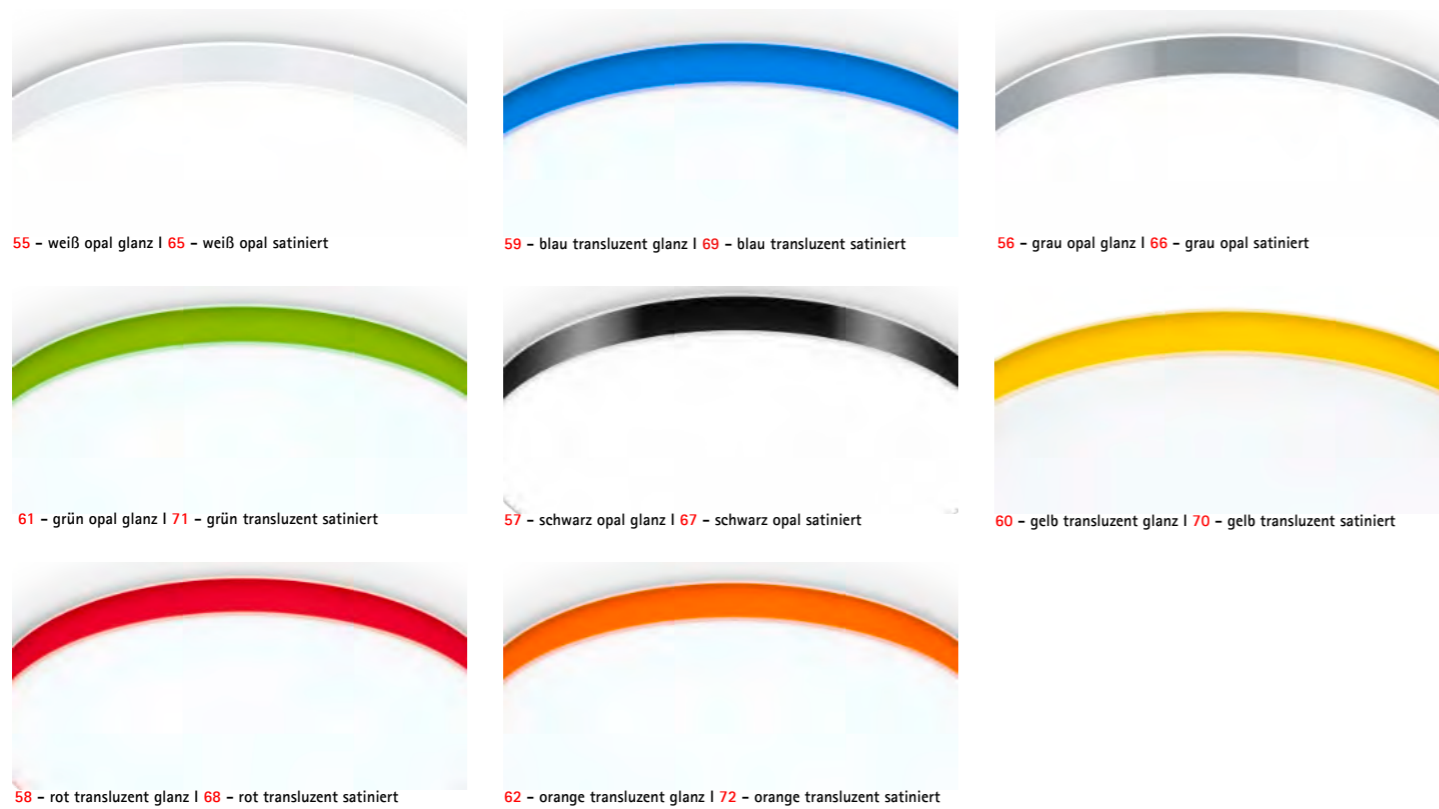 55 – weiß opal glanz I 65 – weiß opal satiniert
59 – blau transluzent glanz I 69 – blau transluzent satiniert
56 – grau opal glanz I 66 – grau opal satiniert
61 – grün opal glanz I 71 – grün transluzent satiniert
57 – schwarz opal glanz I 67 – schwarz opal satiniert
60 – gelb transluzent glanz I 70 – gelb transluzent satiniert
58 – rot transluzent glanz I 68 – rot transluzent satiniert
62 – orange transluzent glanz I 72 – orange transluzent satiniert